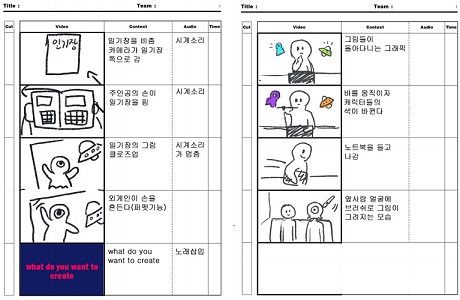 Title :
Team :
Cut
Video
Context
Audio
Time
일기장
일기장을 비춤
카메라가 일기장
쪽으로 감
시계소리
주인공의 손이
일기장을 폄
시계소리
일기장의 그림
클로즈업
시계소리
가 멈춤
외계인이 손을
흔든다(퍼펫기능)
what do you want to
create
what do you
want to create
노래삽입
Title :
Team :
Cut
Video
Context
Audio
Time
그림들이
돌아다니는 그래픽
바를 움직이자
캐릭터들의
색이 바뀐다
노트북을 들고
나감
옆사람 얼굴에
브러쉬로 그림이
그려지는 모습